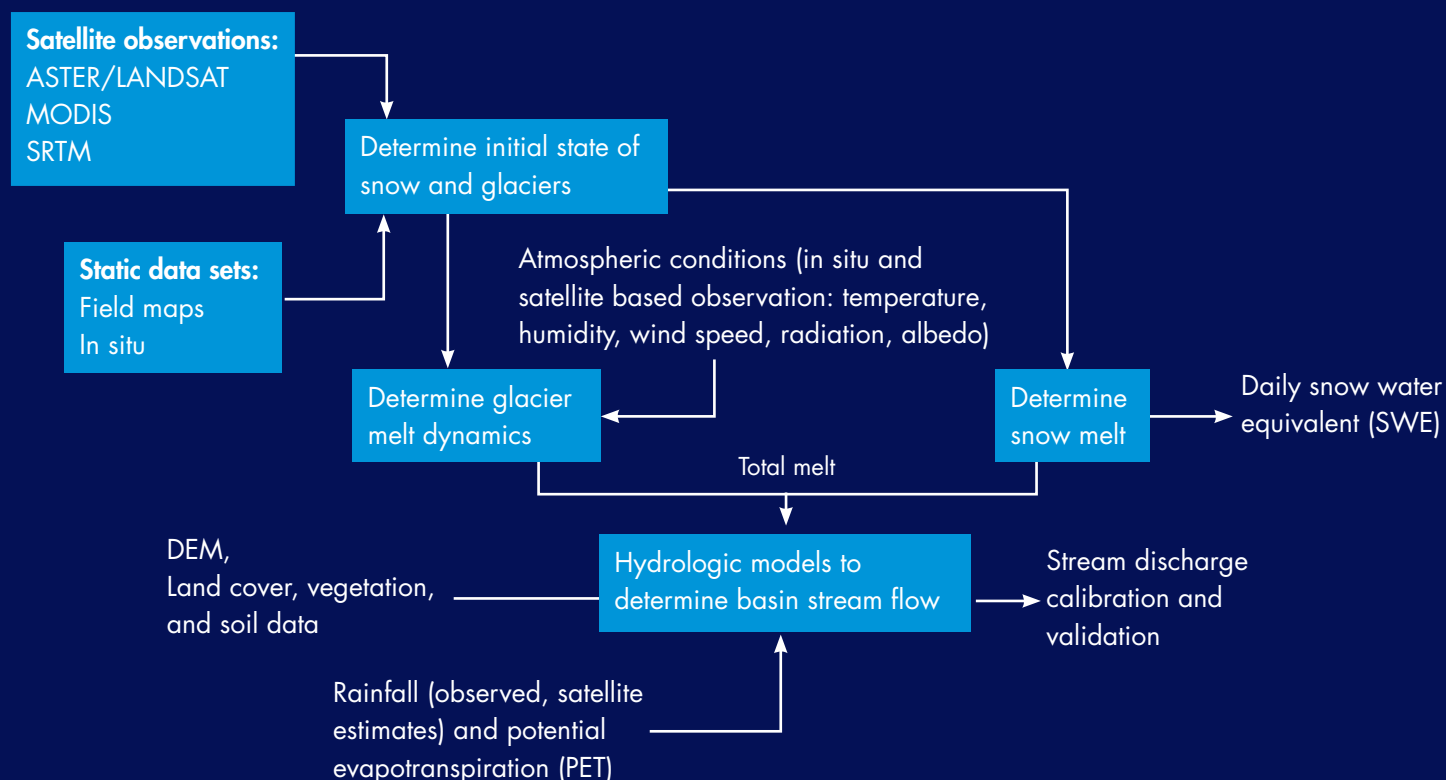 Satellite observations:
ASTER/LANDSAT
MODIS
SRTM
Determine initial state of
snow and glaciers
Static data sets:
Field maps
In situ
Atmospheric conditions (in situ and
satellite based observation: temperature,
humidity, wind speed, radiation, albedo)
Determine glacier
melt dynamics
Determine
snow melt
Daily snow water
equivalent (SWE)
Total melt
DEM,
Land cover, vegetation,
and soil data
Hydrologic models to
determine basin stream flow
Stream discharge
calibration and
validation
Rainfall (observed, satellite
estimates) and potential
evapotranspiration (PET)